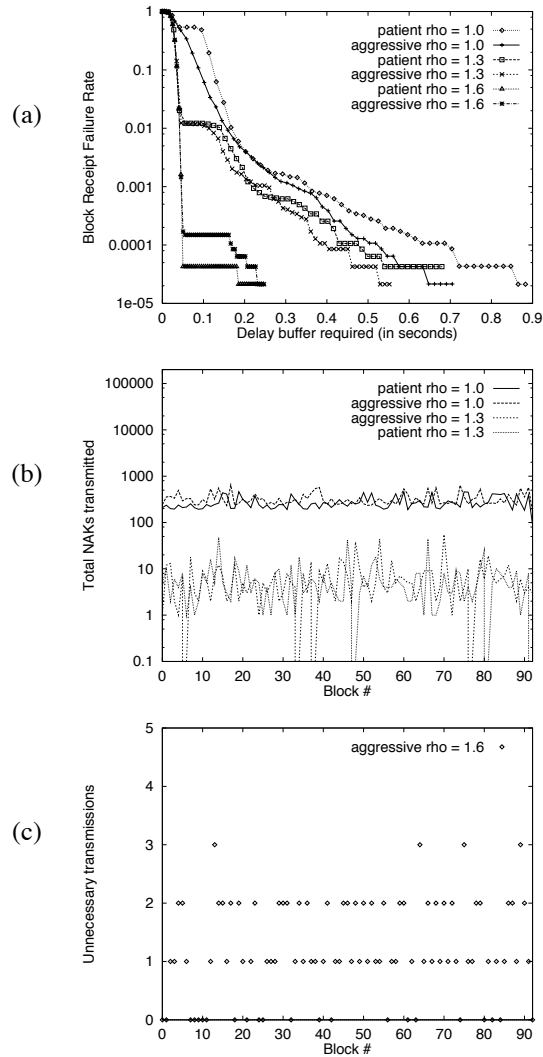 (a)
Block Receipt Failure Rate
1
0.1
0.01
0.001
0.0001
1e-05
patient rho = 1.0
aggressive rho = 1.0
patient rho = 1.3
aggressive rho = 1.3
patient rho = 1.6
aggressive rho = 1.6
0 0.1 0.2 0.3 0.4 0.5 0.6 0.7 0.8 0.9
Delay buffer required (in seconds)
(b)
Total NAKs transmitted
100000
10000
1000
100
10
1
0.1
patient rho = 1.0
aggressive rho = 1.0
aggressive rho = 1.3
patient rho = 1.3
0 10 20 30 40 50 60 70 80 90
Block #
(c)
Unnecessary transmissions
5
4
3
2
1
0
aggressive rho = 1.6
0 10 20 30 40 50 60 70 80 90
Block #